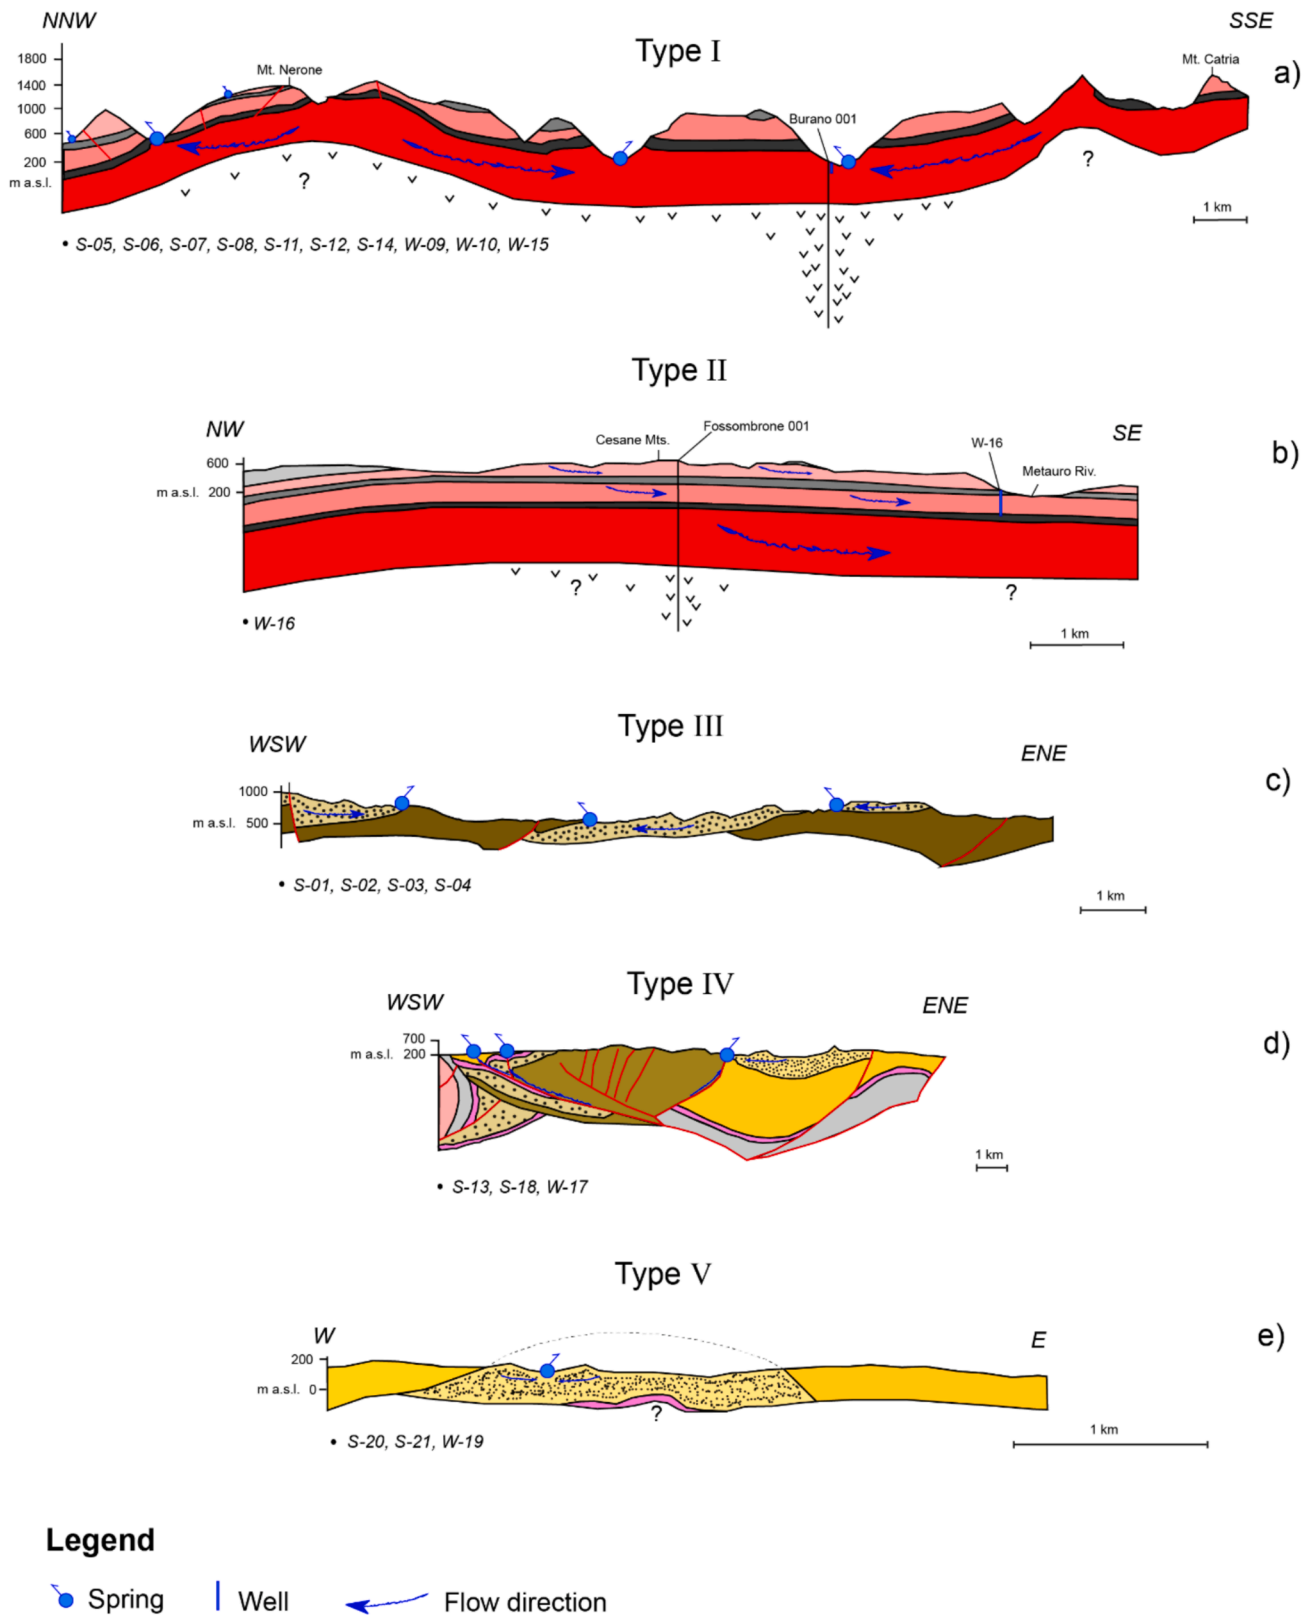 NNW
SSE
Type I
a)
1800
1400
1000
600
200
m a.s.l.
Mt. Nerone
Mt. Catria
Burano 001
?
?
1 km
• S-05, S-06, S-07, S-08, S-11, S-12, S-14, W-09, W-10, W-15
Type II
NW
SE
b)
600
m a.s.l. 200
Cesane Mts.
Fossombrone 001
W-16
Metauro Riv.
?
?
• W-16
1 km
Type III
WSW
ENE
c)
1000
m a.s.l. 500
• S-01, S-02, S-03, S-04
1 km
Type IV
WSW
ENE
d)
700
m a.s.l. 200
1 km
• S-13, S-18, W-17
Type V
W
E
e)
200
m a.s.l. 0
?
• S-20, S-21, W-19
1 km
Legend
Spring
Well
Flow direction